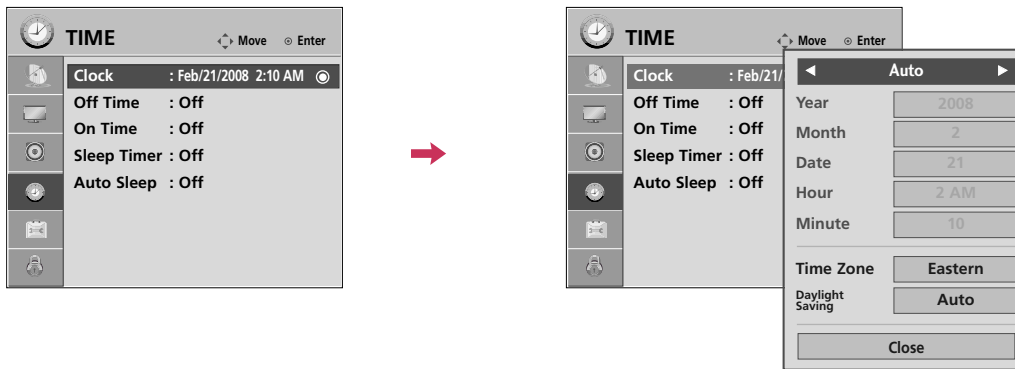 TIME
Move Enter
Clock : Feb/21/2008 2:10 AM
Off Time : Off
On Time : Off
Sleep Timer : Off
Auto Sleep : Off
TIME
Move Enter
Clock : Feb/21/
Off Time : Off
On Time : Off
Sleep Timer : Off
Auto Sleep : Off
Auto
Year 2008
Month 2
Date 21
Hour 2 AM
Minute 10
Time Zone Eastern
Daylight
Saving Auto
Close